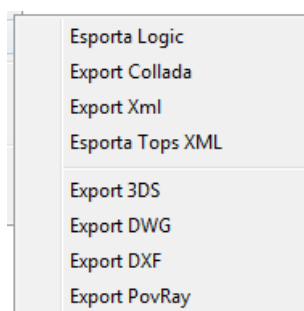 Esporta Logic
Export Collada
Export Xml
Esporta Tops XML
Export 3DS
Export DWG
Export DXF
Export PovRay